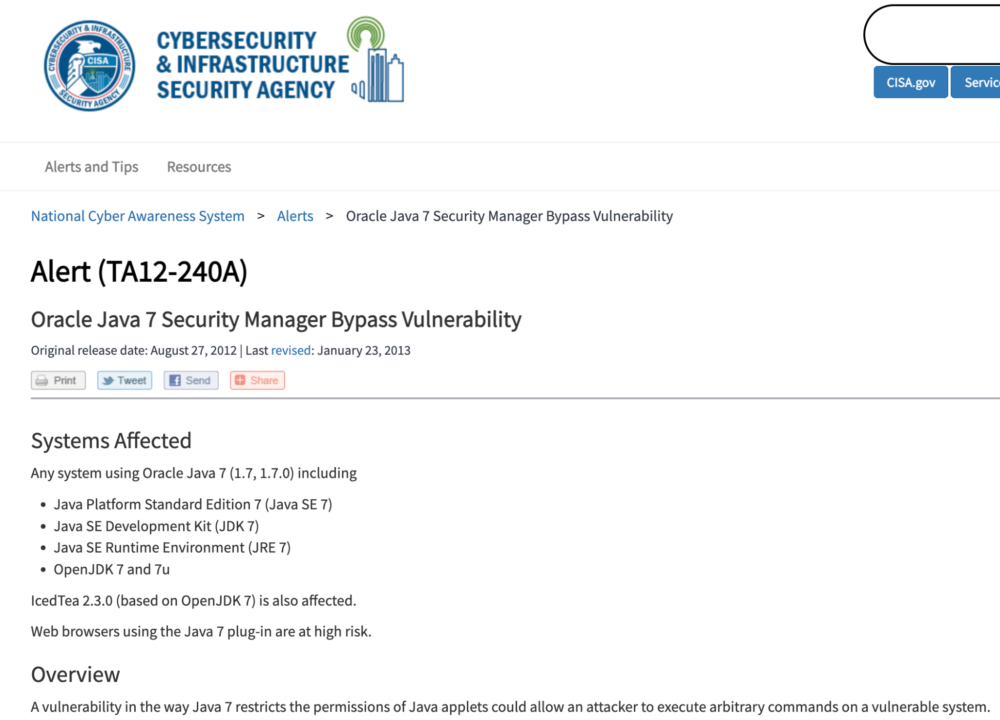 CYBERSECURITY & INFRASTRUCTURE
SECURITY AGENCY
CISA
CYBERSECURITY
& INFRASTRUCTURE
SECURITY AGENCY
CISA.gov
Alerts and Tips Resources
National Cyber Awareness System > Alerts > Oracle Java 7 Security Manager Bypass Vulnerability
Alert (TA12-240A)
Oracle Java 7 Security Manager Bypass Vulnerability
Original release date: August 27, 2012 | Last revised: January 23, 2013
Print Tweet Send Share
Systems Affected
Any system using Oracle Java 7 (1.7, 1.7.0) including
• Java Platform Standard Edition 7 (Java SE 7)
• Java SE Development Kit (JDK 7)
• Java SE Runtime Environment (JRE 7)
• OpenJDK 7 and 7u
IcedTea 2.3.0 (based on OpenJDK 7) is also affected.
Web browsers using the Java 7 plug-in are at high risk.
Overview
A vulnerability in the way Java 7 restricts the permissions of Java applets could allow an attacker to execute arbitrary commands on a vulnerable system.